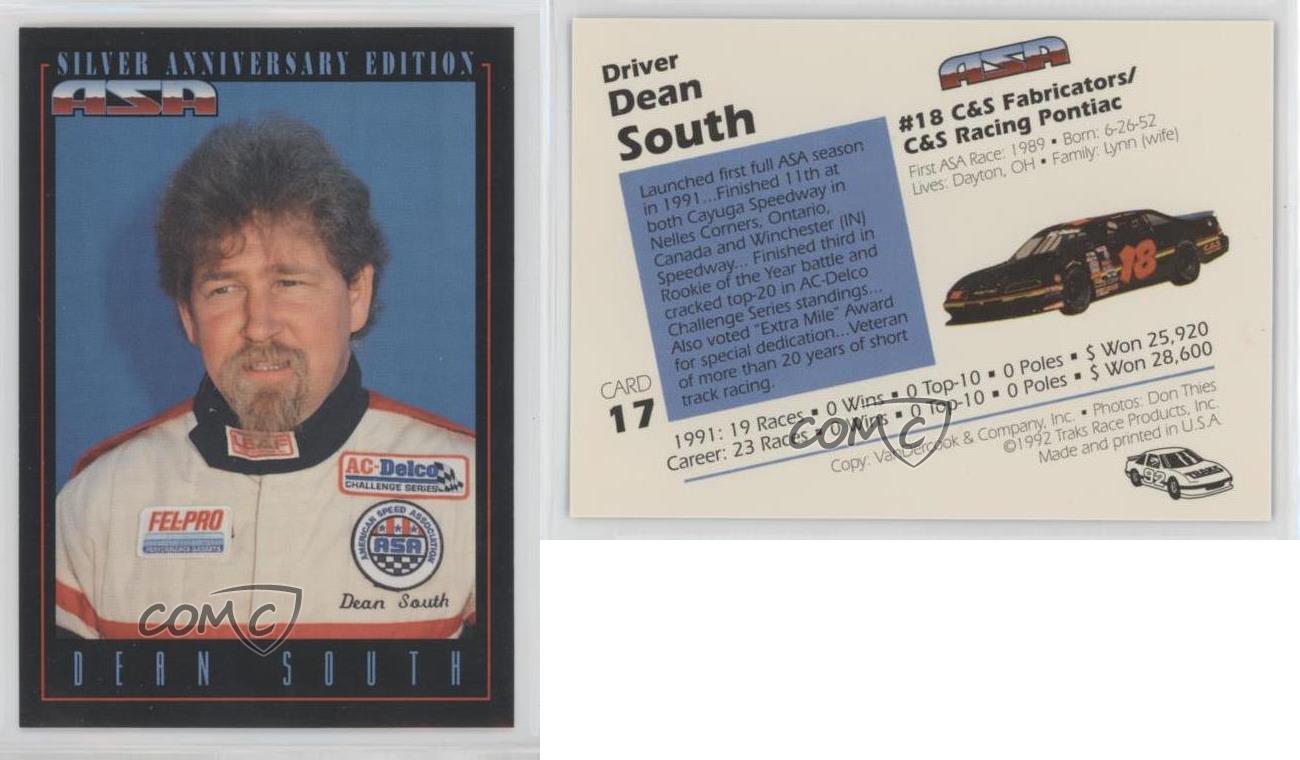 SILVER ANNIVERSARY EDITION
ASA
LEAF
AC-Delco
CHALLENGE SERIES
FEL-PRO
PERFORMANCE GASKETS
AMERICAN SPEED ASSOCIATION
ASA
Dean South
COMC
DEAN SOUTH
Driver
Dean
South
ASA
#18 C&S Fabricators/
C&S Racing Pontiac
First ASA Race: 1989 • Born: 6-26-52
Lives: Dayton, OH • Family: Lynn (wife)
Launched first full ASA season
in 1991...Finished 11th at
both Cayuga Speedway in
Nelles Corners, Ontario,
Canada and Winchester (IN)
Speedway... Finished third in
Rookie of the Year battle and
cracked top-20 in AC-Delco
Challenge Series standings...
Also voted "Extra Mile" Award
for special dedication...Veteran
of more than 20 years of short
track racing.
18
C&S
CARD
17
1991: 19 Races ▪ 0 Wins ▪ 0 Top-10 ▪ 0 Poles ▪ $ Won 25,920
Career: 23 Races ▪ 0 Wins ▪ 0 Top-10 ▪ 0 Poles ▪ $ Won 28,600
COMC
Copy: VanDercook & Company, Inc. • Photos: Don Thies
©1992 Traks Race Products, Inc.
Made and printed in U.S.A.
92
TRAKS